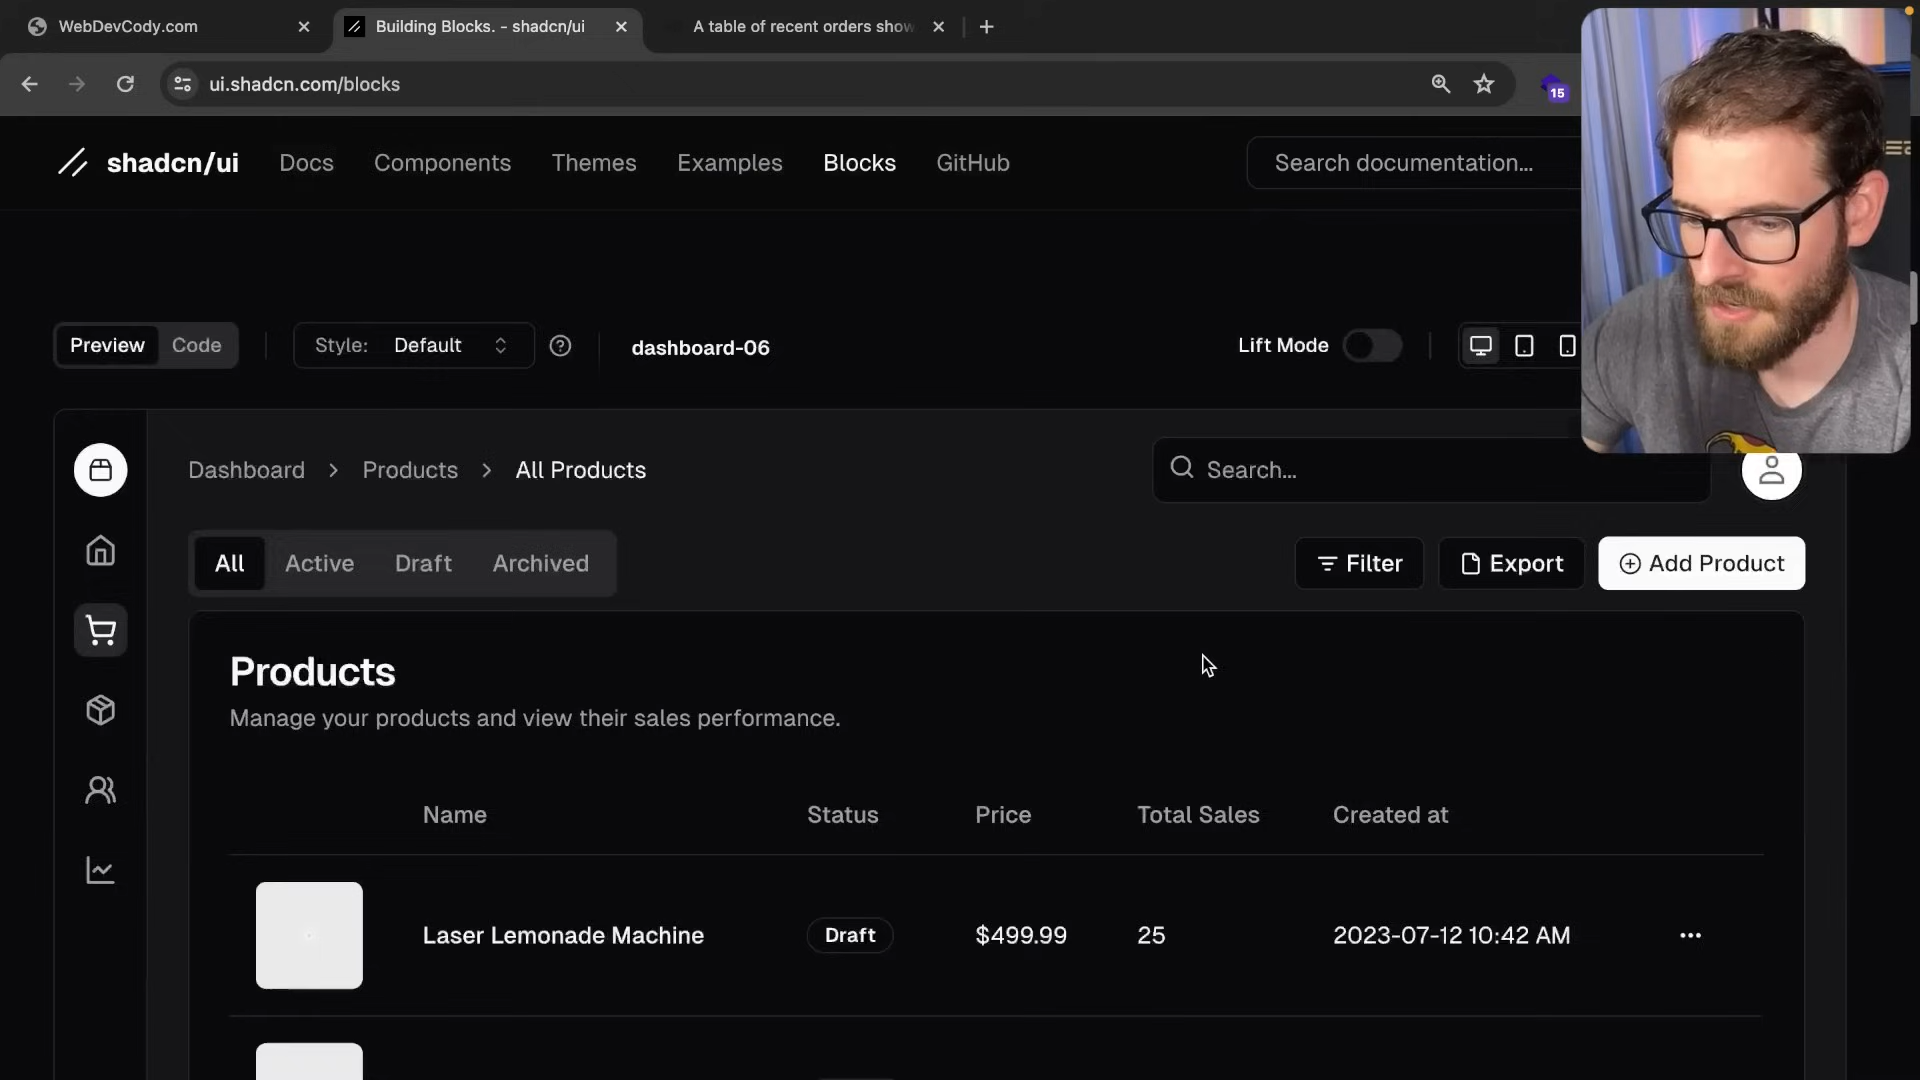 WebDevCody.com
Building Blocks. - shadcn/ui
A table of recent orders show
ui.shadcn.com/blocks
15
shadcn/ui
Docs
Components
Themes
Examples
Blocks
GitHub
Search documentation...
Preview
Code
Style:
Default
dashboard-06
Lift Mode
Dashboard
Products
All Products
Search...
All
Active
Draft
Archived
Filter
Export
Add Product
Products
Manage your products and view their sales performance.
Name
Status
Price
Total Sales
Created at
Laser Lemonade Machine
Draft
$499.99
25
2023-07-12 10:42 AM